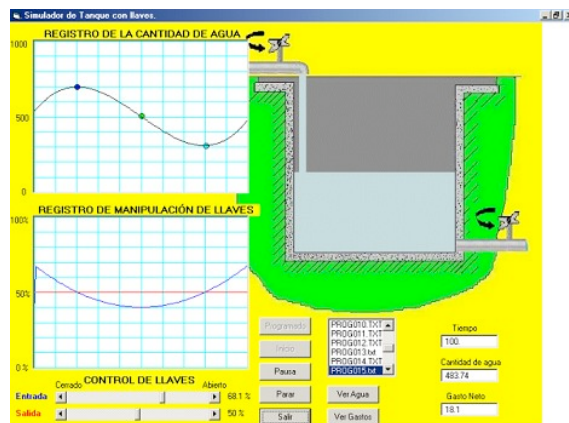 Simulador de Tanque con llaves.
REGISTRO DE LA CANTIDAD DE AGUA
1000
500
0
REGISTRO DE MANIPULACIÓN DE LLAVES
100%
50%
0 %
CONTROL DE LLAVES
Cerrado
Abierto
Entrada
68.1 %
Salida
50 %
Programado
Inicio
Pausa
Parar
Salir
PROG010.TXT
PROG011.TXT
PROG012.TXT
PROG013.txt
PROG014.TXT
PROG015.txt
Ver Agua
Ver Gastos
Tiempo
100.
Cantidad de agua
483.74
Gasto Neto
18.1